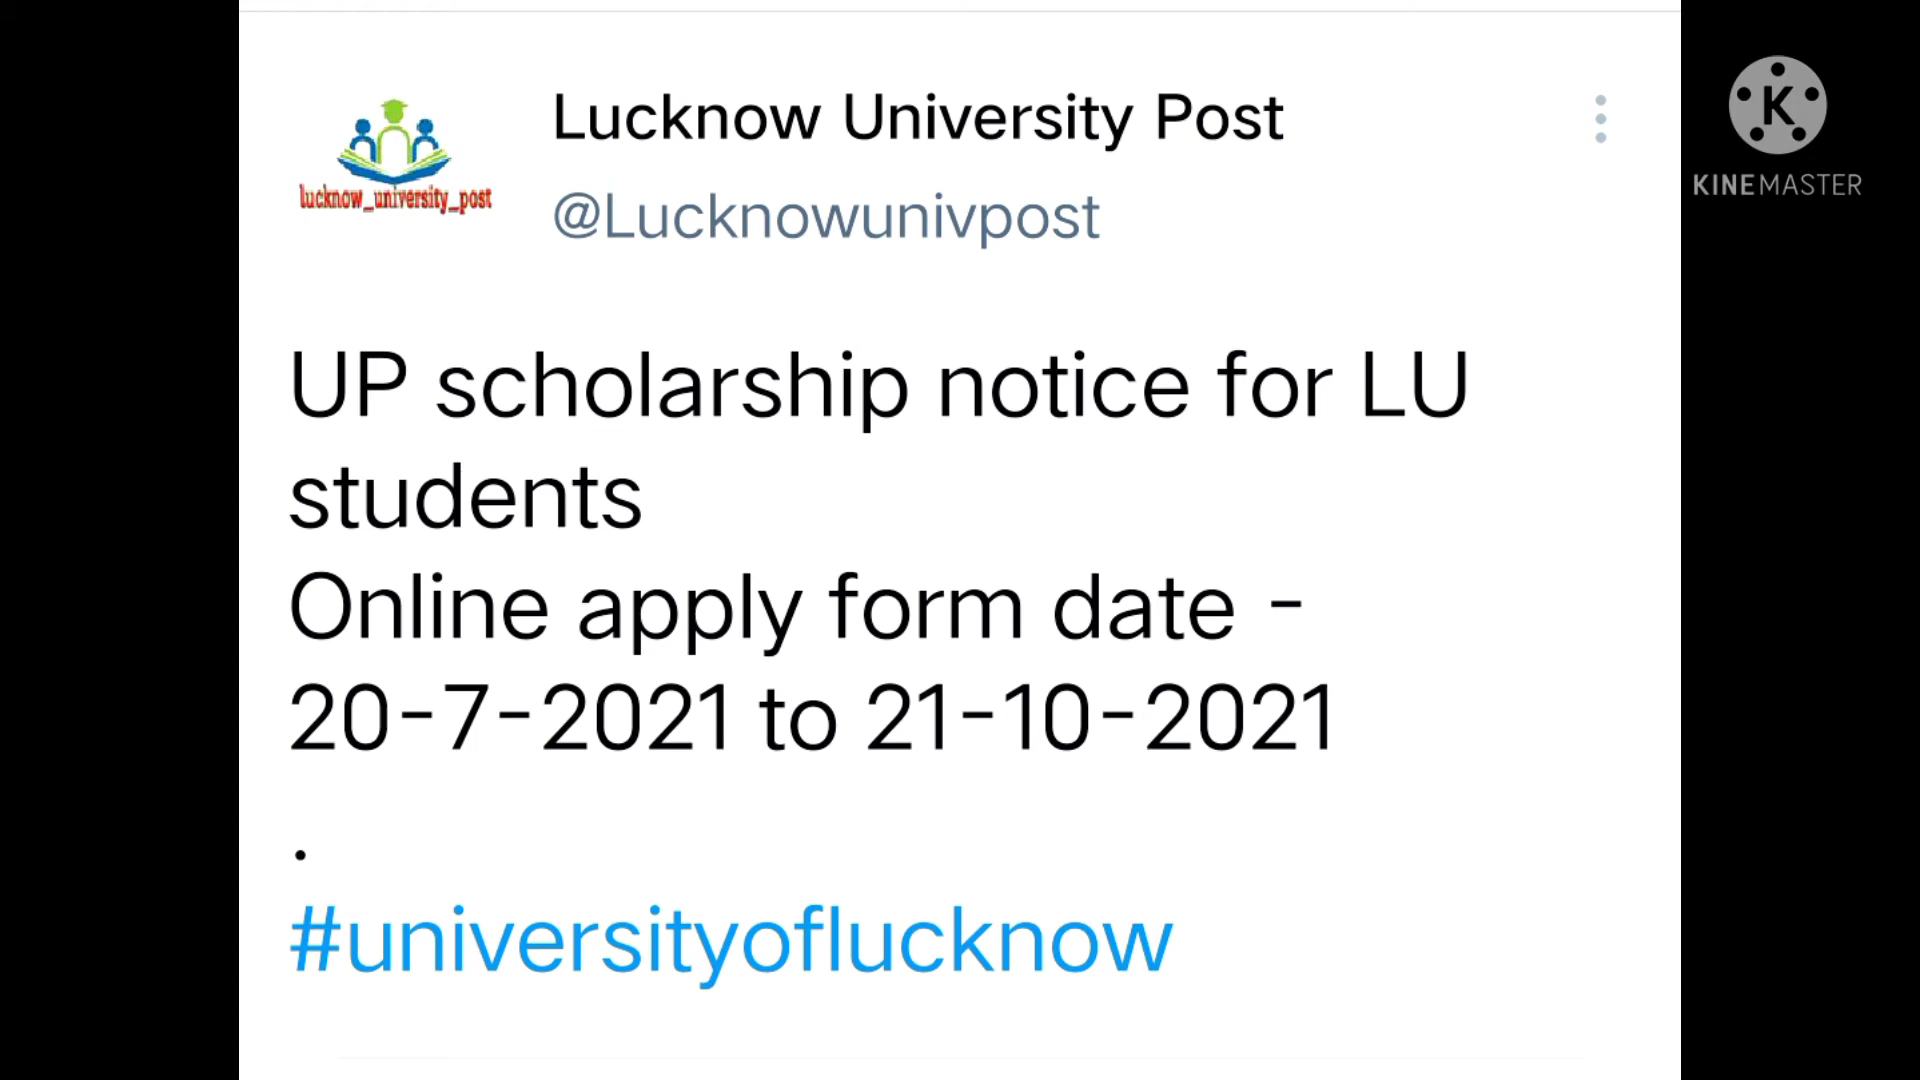 Lucknow University Post
lucknow_university_post
@Lucknowunivpost
K
KINEMASTER
UP scholarship notice for LU
students
Online apply form date -
20-7-2021 to 21-10-2021
.
#universityoflucknow